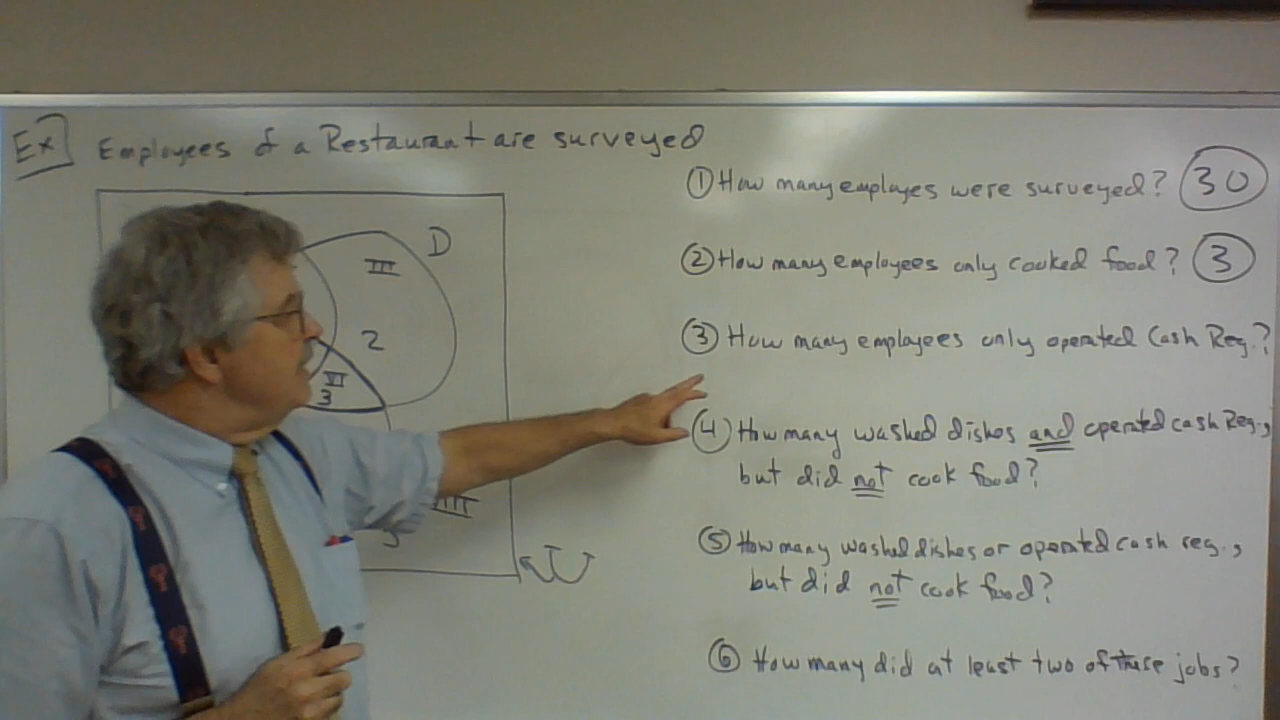 Ex Employees of a Restaurant are surveyed
D
III
2
VI
3
VIII
U
① How many employes were surveyed? 30
② How many employees only cooked food? 3
③ How many employees only operated Cash Reg.?
④ How many washed dishes and operated cash Reg.,
but did not cook food?
⑤ How many washed dishes or operated cash reg.,
but did not cook food?
⑥ How many did at least two of these jobs?